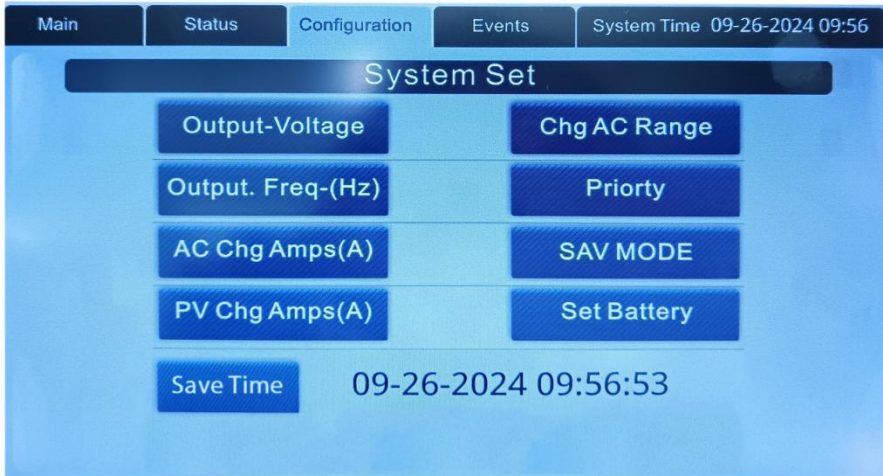 Main Status Configuration Events System Time 09-26-2024 09:56
System Set
Output-Voltage Chg AC Range
Output. Freq-(Hz) Priorty
AC Chg Amps(A) SAV MODE
PV Chg Amps(A) Set Battery
Save Time 09-26-2024 09:56:53